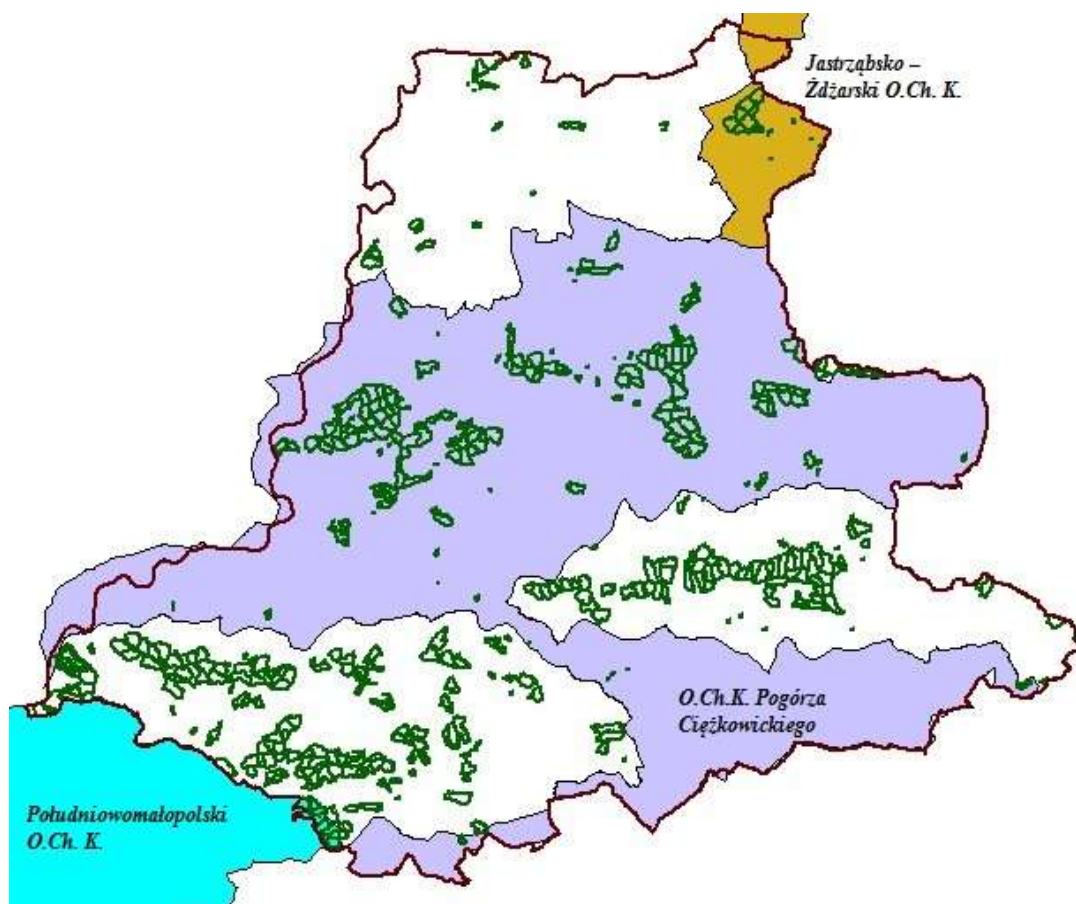 Jastrząbsko –
Żdżarski O.Ch. K.
O.Ch.K. Pogórza
Ciężkowickiego
Południowomałopolski
O.Ch. K.